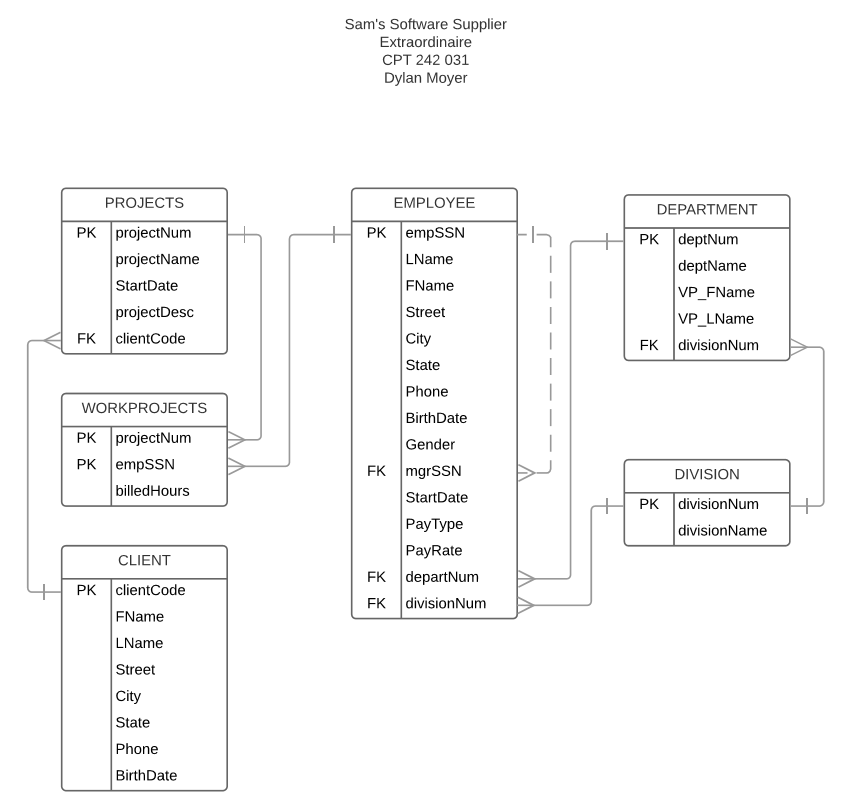 Sam's Software Supplier
Extraordinaire
CPT 242 031
Dylan Moyer
PROJECTS
PK projectNum
projectName
StartDate
projectDesc
FK clientCode
WORKPROJECTS
PK projectNum
PK empSSN
billedHours
CLIENT
PK clientCode
FName
LName
Street
City
State
Phone
BirthDate
EMPLOYEE
PK empSSN
LName
FName
Street
City
State
Phone
BirthDate
Gender
FK mgrSSN
StartDate
PayType
PayRate
FK departNum
FK divisionNum
DEPARTMENT
PK deptNum
deptName
VP_FName
VP_LName
FK divisionNum
DIVISION
PK divisionNum
divisionName